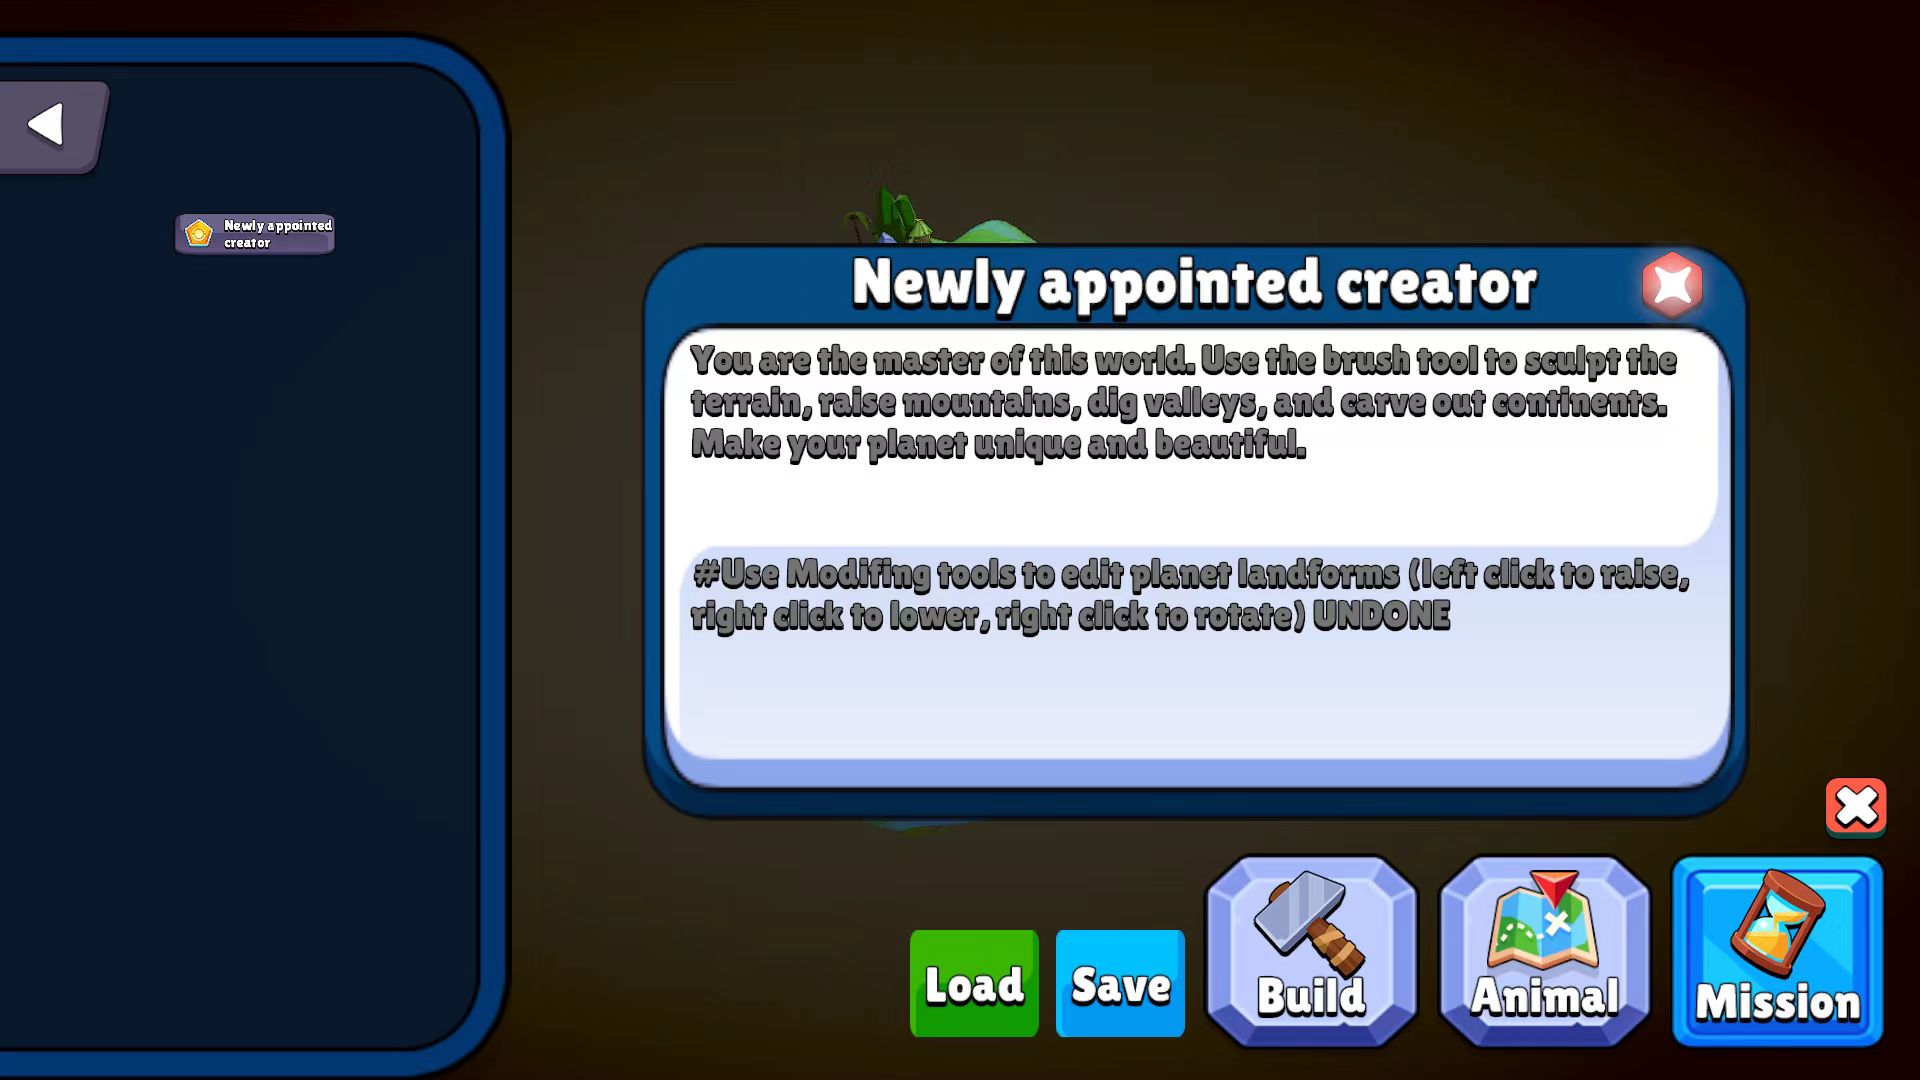 Newly appointed
creator
Newly appointed creator
You are the master of this world. Use the brush tool to sculpt the
terrain, raise mountains, dig valleys, and carve out continents.
Make your planet unique and beautiful.
#Use Modifing tools to edit planet landforms (left click to raise,
right click to lower, right click to rotate) UNDONE
Load
Save
Build
Animal
Mission